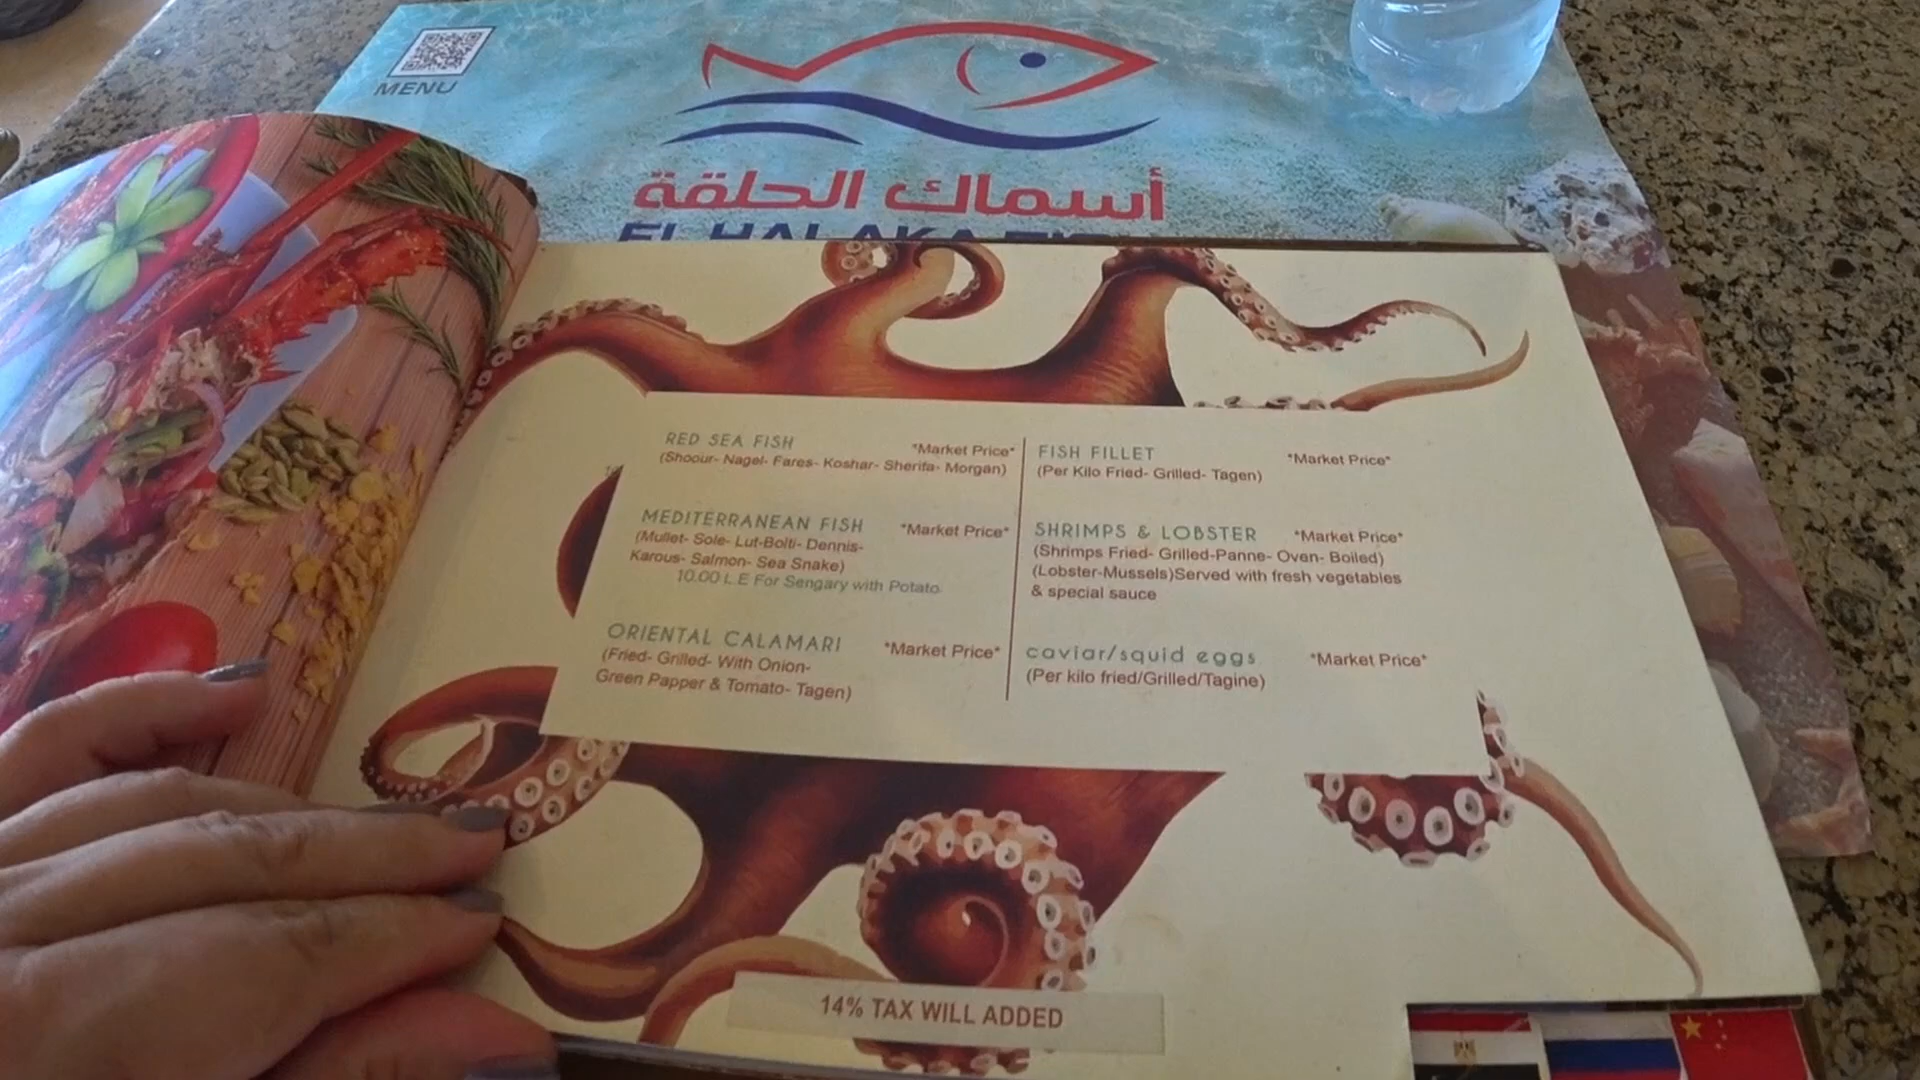 MENU
أسماك الحلقة
EL HALAKA FISH
RED SEA FISH *Market Price*
(Shoour- Nagel- Fares- Koshar- Sherifa- Morgan)
MEDITERRANEAN FISH *Market Price*
(Mullet- Sole- Lut-Bolti- Dennis-
Karous- Salmon- Sea Snake)
10.00 L.E For Sengary with Potato
ORIENTAL CALAMARI *Market Price*
(Fried- Grilled- With Onion-
Green Papper & Tomato- Tagen)
FISH FILLET *Market Price*
(Per Kilo Fried- Grilled- Tagen)
SHRIMPS & LOBSTER *Market Price*
(Shrimps Fried- Grilled-Panne- Oven- Boiled)
(Lobster-Mussels)Served with fresh vegetables
& special sauce
caviar/squid eggs *Market Price*
(Per kilo fried/Grilled/Tagine)
14% TAX WILL ADDED